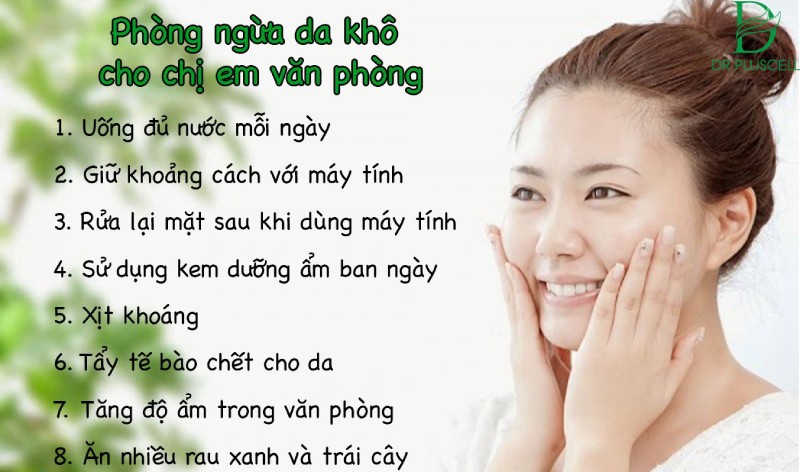 Phòng ngừa da khô
cho chị em văn phòng
1. Uống đủ nước mỗi ngày
2. Giữ khoảng cách với máy tính
3. Rửa lại mặt sau khi dùng máy tính
4. Sử dụng kem dưỡng ẩm ban ngày
5. Xịt khoáng
6. Tẩy tế bào chết cho da
7. Tăng độ ẩm trong văn phòng
8. Ăn nhiều rau xanh và trái cây
DR PLUSCELL